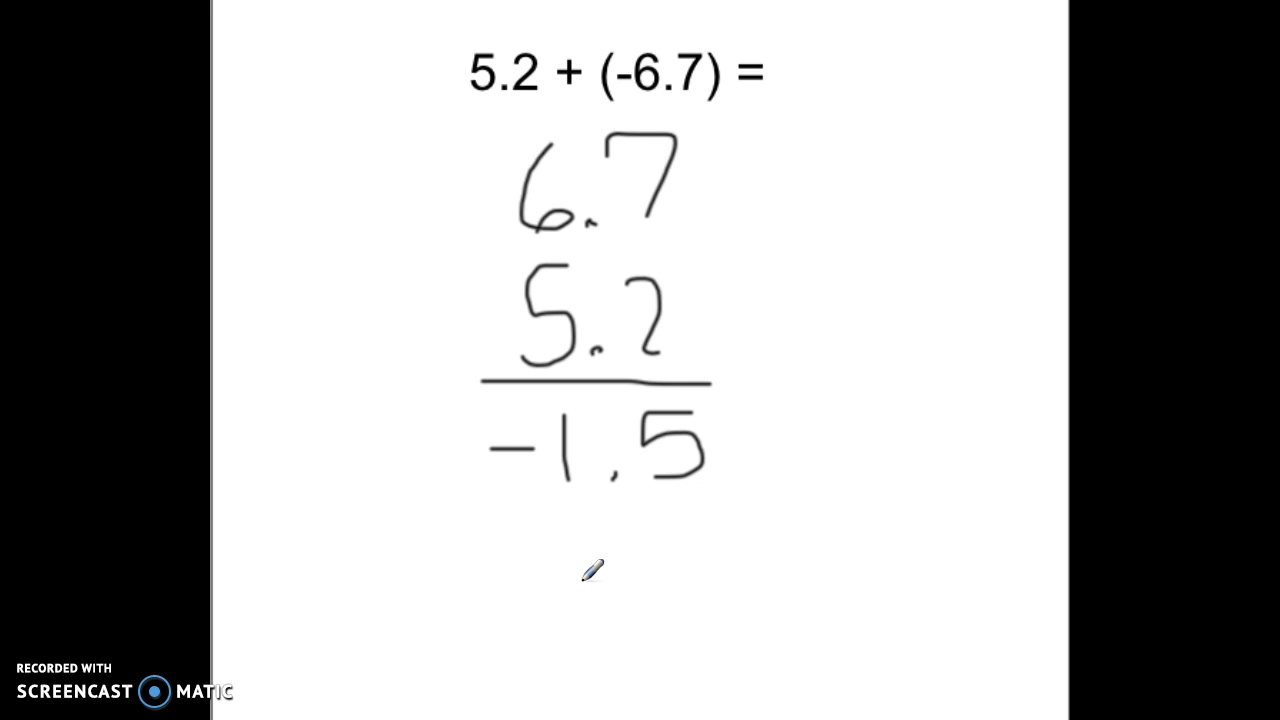 5.2 + (-6.7) =
6.7
5.2
-1.5
RECORDED WITH
SCREENCAST MATIC